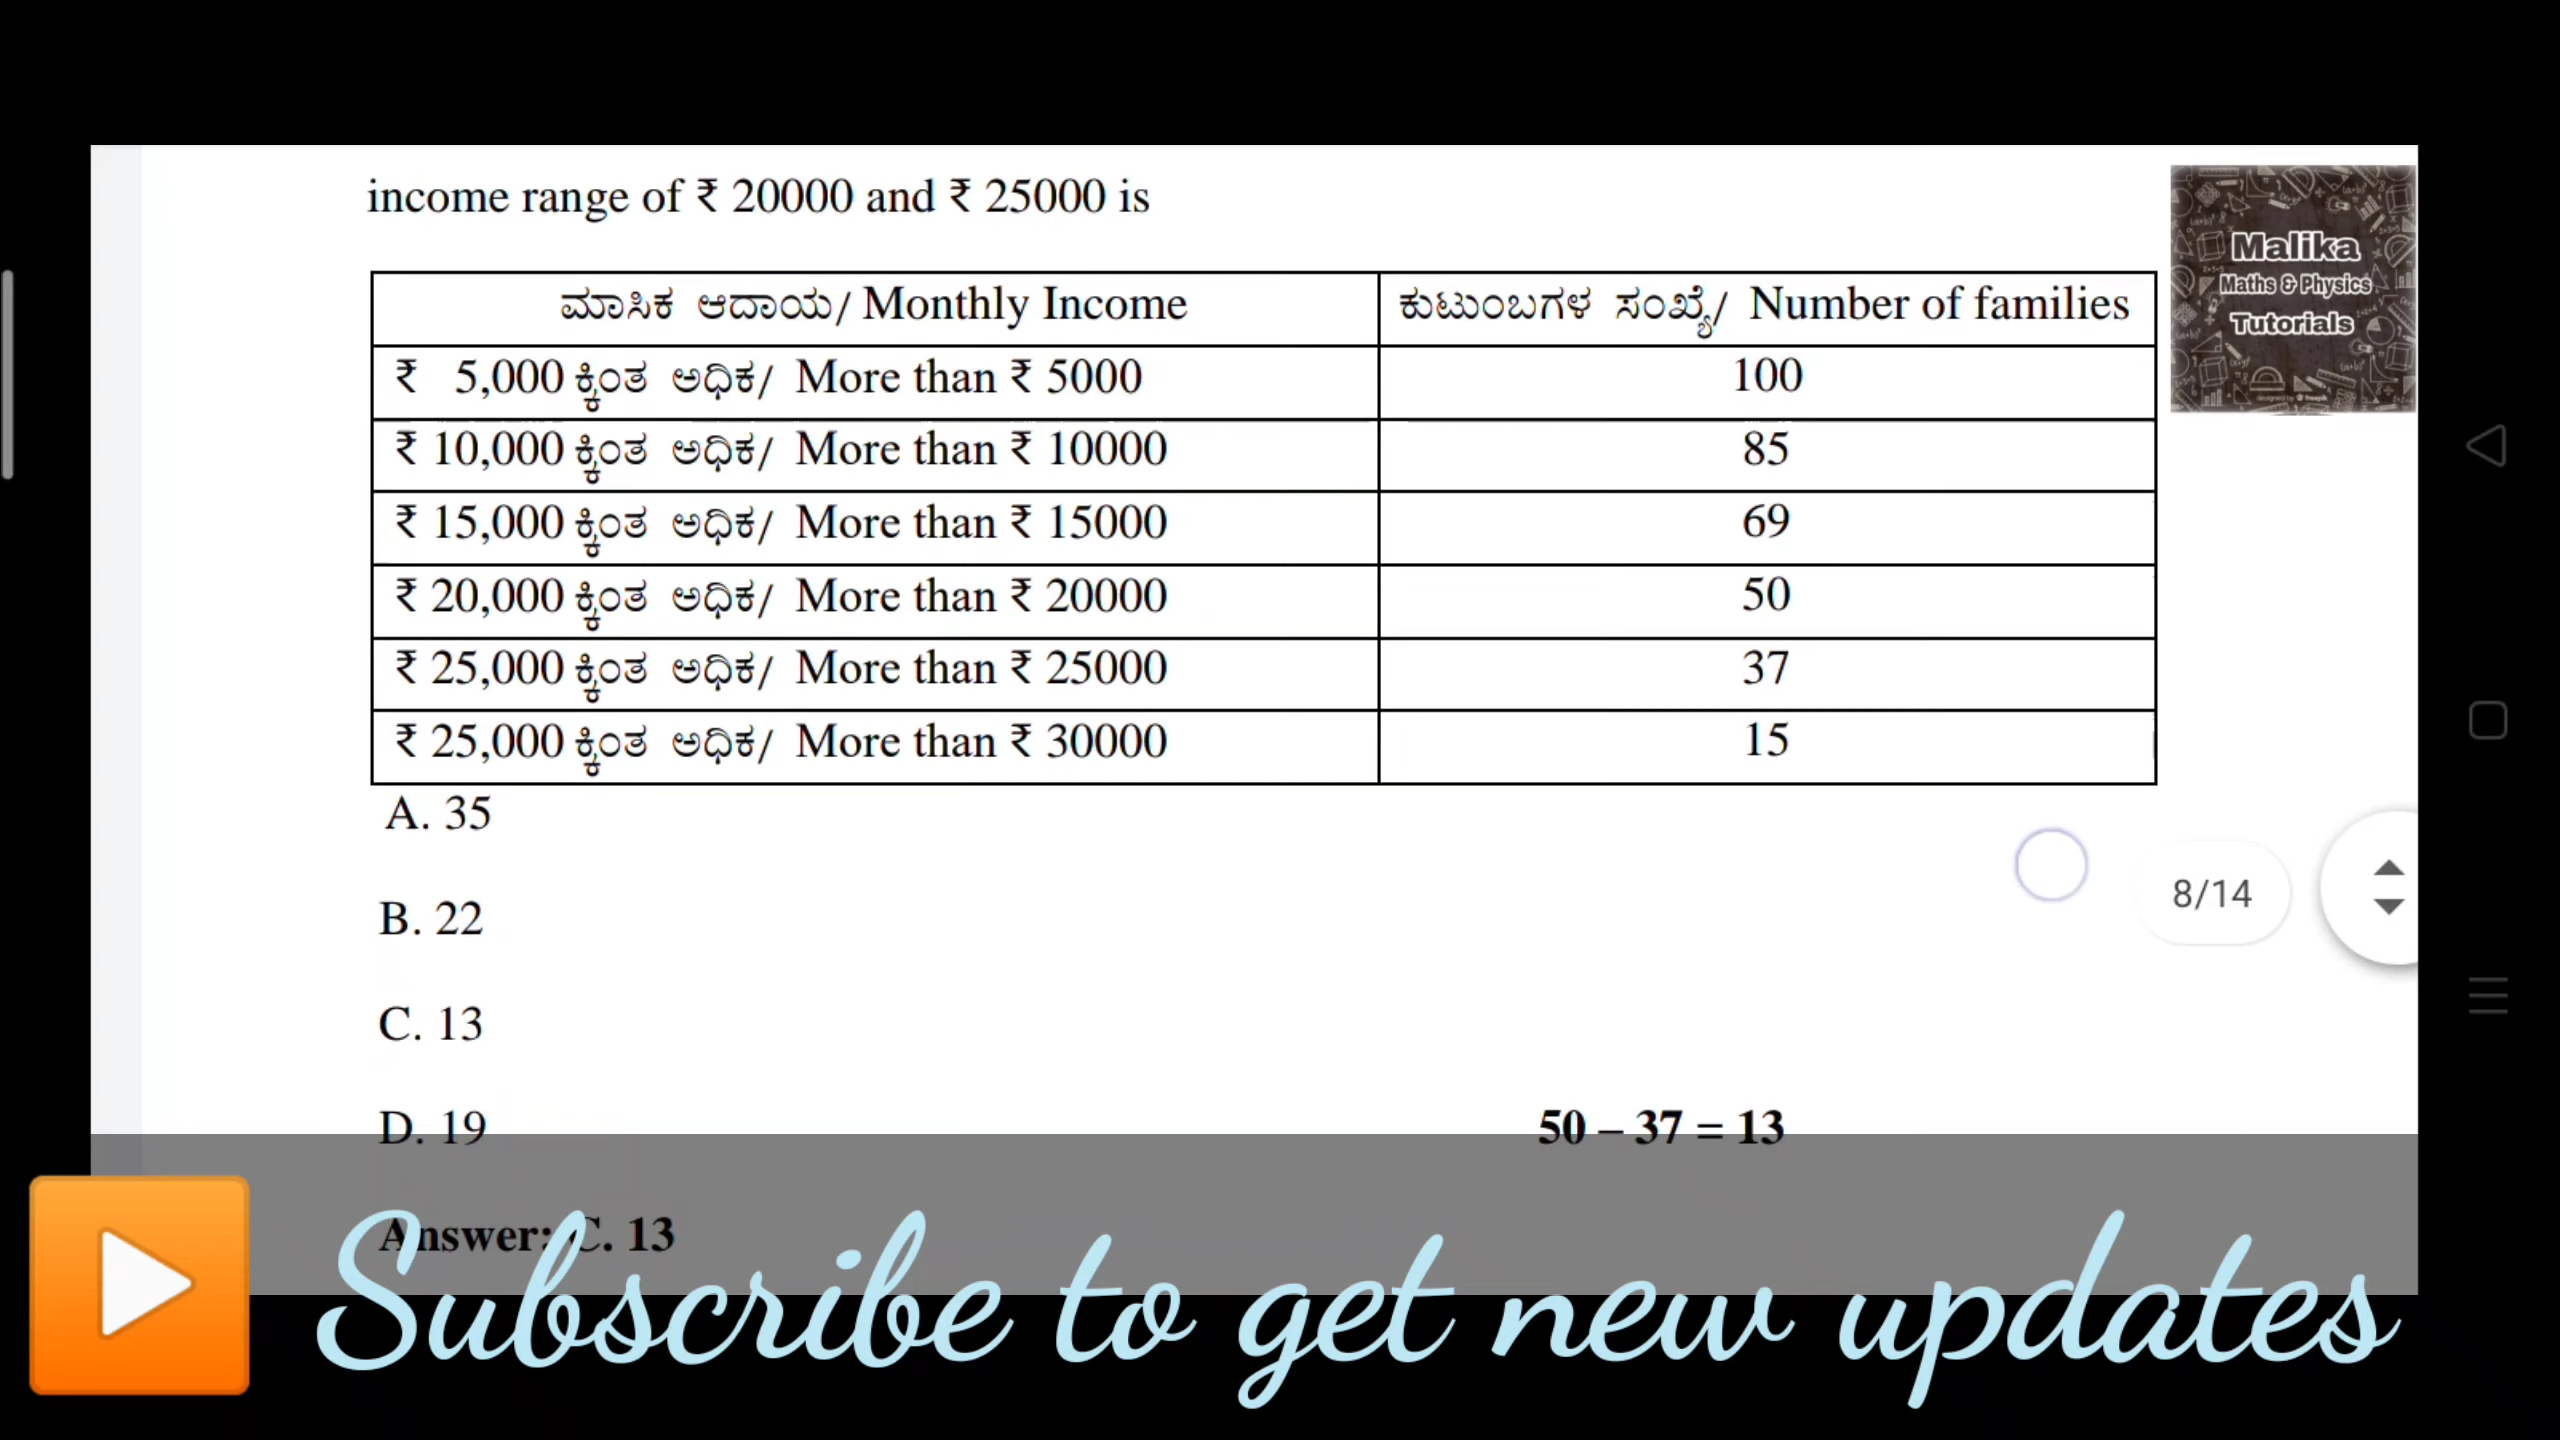 income range of ₹ 20000 and ₹ 25000 is
ಮಾಸಿಕ ಆದಾಯ/ Monthly Income ಕುಟುಂಬಗಳ ಸಂಖ್ಯೆ/ Number of families
₹ 5,000 ಕ್ಕಿಂತ ಅಧಿಕ/ More than ₹ 5000 100
₹ 10,000 ಕ್ಕಿಂತ ಅಧಿಕ/ More than ₹ 10000 85
₹ 15,000 ಕ್ಕಿಂತ ಅಧಿಕ/ More than ₹ 15000 69
₹ 20,000 ಕ್ಕಿಂತ ಅಧಿಕ/ More than ₹ 20000 50
₹ 25,000 ಕ್ಕಿಂತ ಅಧಿಕ/ More than ₹ 25000 37
₹ 25,000 ಕ್ಕಿಂತ ಅಧಿಕ/ More than ₹ 30000 15
Malika
Maths & Physics
Tutorials
A. 35
8/14
B. 22
C. 13
D. 19 50 – 37 = 13
Answer: C. 13
Subscribe to get new updates